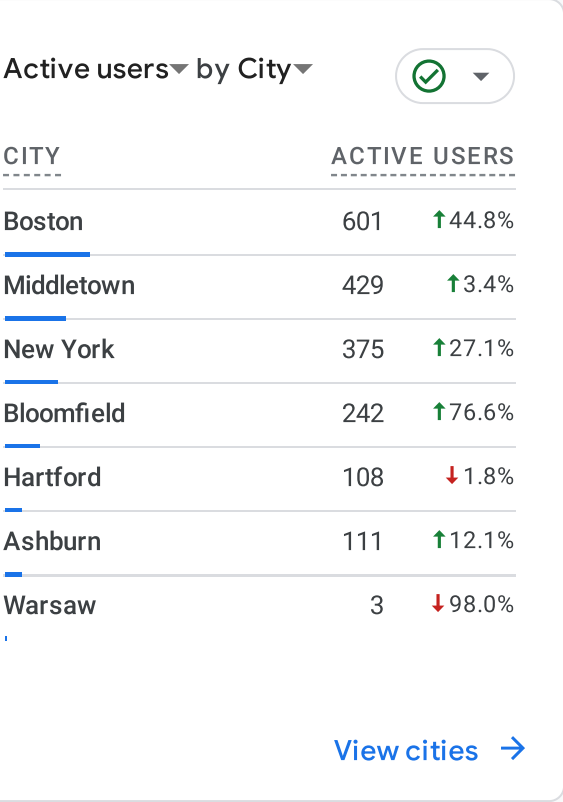 Active users by City
CITY ACTIVE USERS
Boston 601 ↑44.8%
Middletown 429 ↑3.4%
New York 375 ↑27.1%
Bloomfield 242 ↑76.6%
Hartford 108 ↓1.8%
Ashburn 111 ↑12.1%
Warsaw 3 ↓98.0%
View cities →